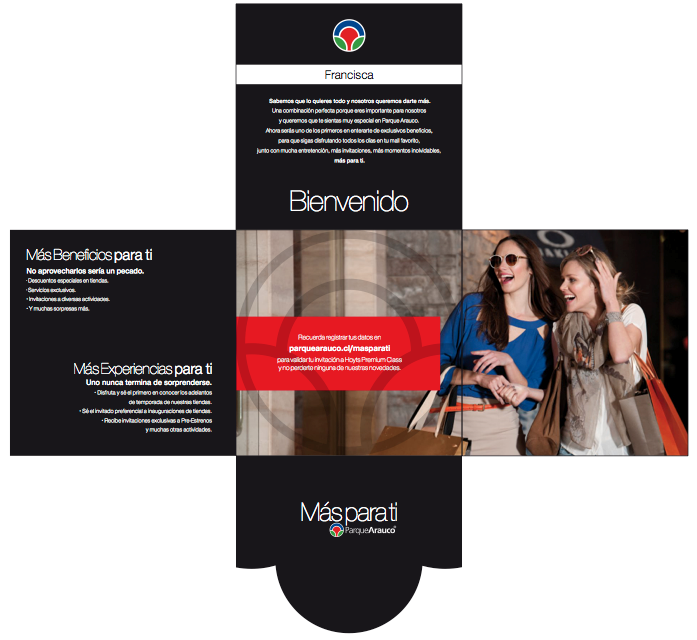 Francisca
Sabemos que lo quieres todo y nosotros queremos darte más.
Una combinación perfecta porque eres importante para nosotros
y queremos que te sientas muy especial en Parque Arauco.
Ahora serás uno de los primeros en enterarte de exclusivos beneficios,
para que sigas disfrutando todos los días en tu mall favorito,
junto con mucha entretención, más invitaciones, más momentos inolvidables,
más para ti.
Bienvenido
Más Beneficios para ti
No aprovecharlos sería un pecado.
· Descuentos especiales en tiendas.
· Servicios exclusivos.
· Invitaciones a diversas actividades.
· Y muchas sorpresas más.
Más Experiencias para ti
Uno nunca termina de sorprenderse.
· Disfruta y sé el primero en conocer los adelantos
de temporada de nuestras tiendas.
· Sé el invitado preferencial a inauguraciones de tiendas.
· Recibe invitaciones exclusivas a Pre-Estrenos
y muchas otras actividades.
Recuerda registrar tus datos en
parquearauco.cl/masparati
para validar tu invitación a Hoyts Premium Class
y no perderte ninguna de nuestras novedades.
Más para ti
ParqueArauco